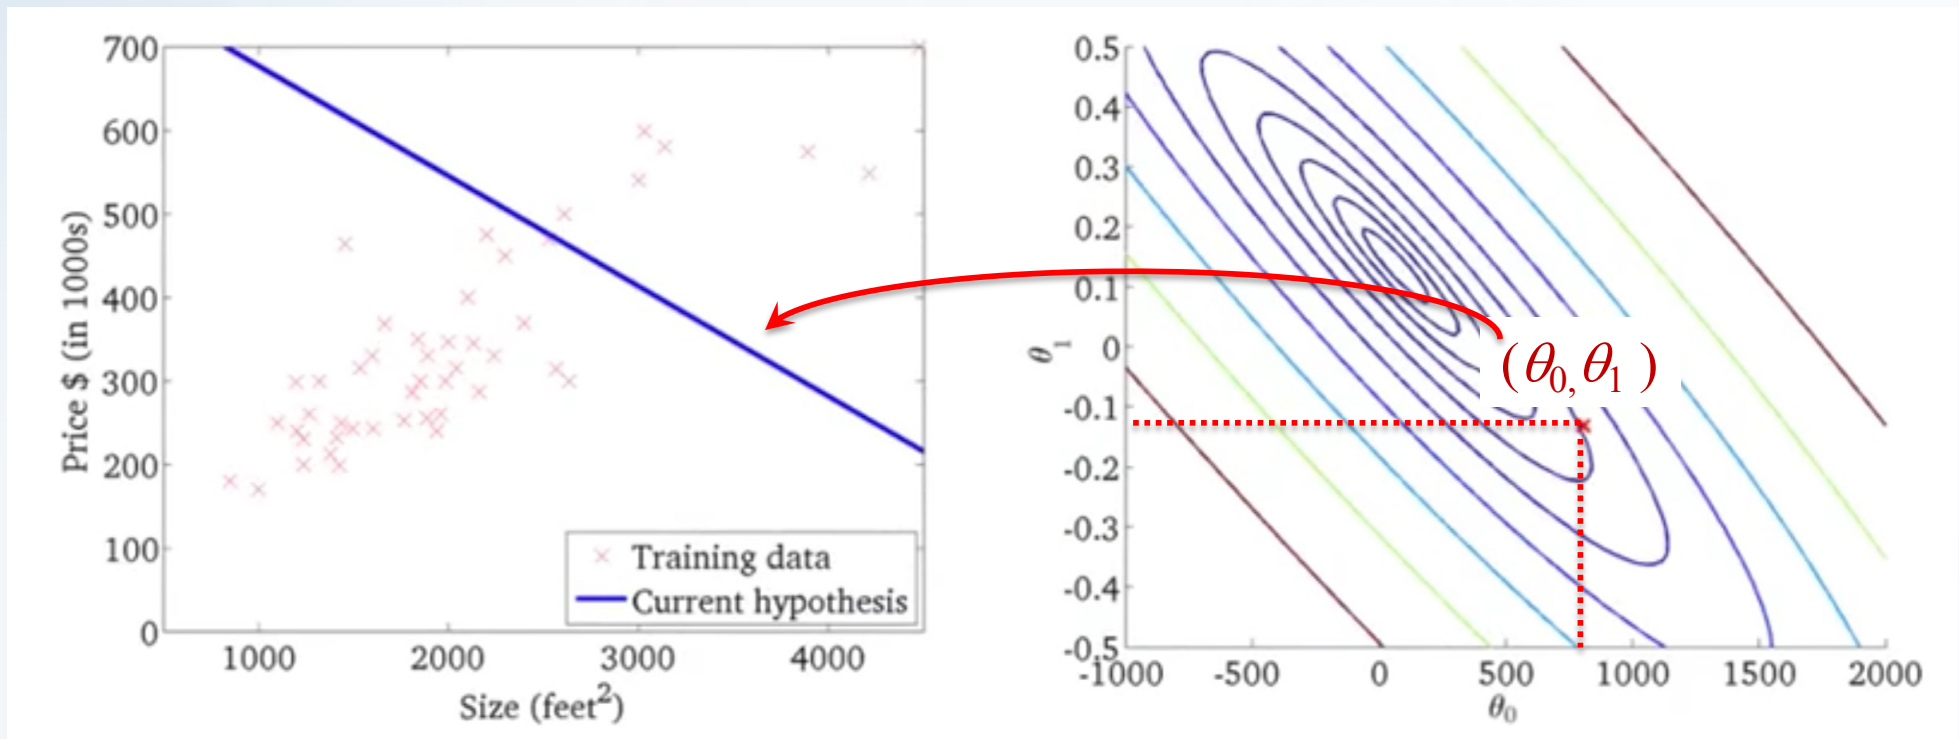 700
600
500
400
300
200
100
0
Price $ (in 1000s)
1000 2000 3000 4000
Size (feet²)
Training data
Current hypothesis
0.5
0.4
0.3
0.2
0.1
0
-0.1
-0.2
-0.3
-0.4
-0.5
θ₁
(θ₀,θ₁ )
-1000 -500 0 500 1000 1500 2000
θ₀